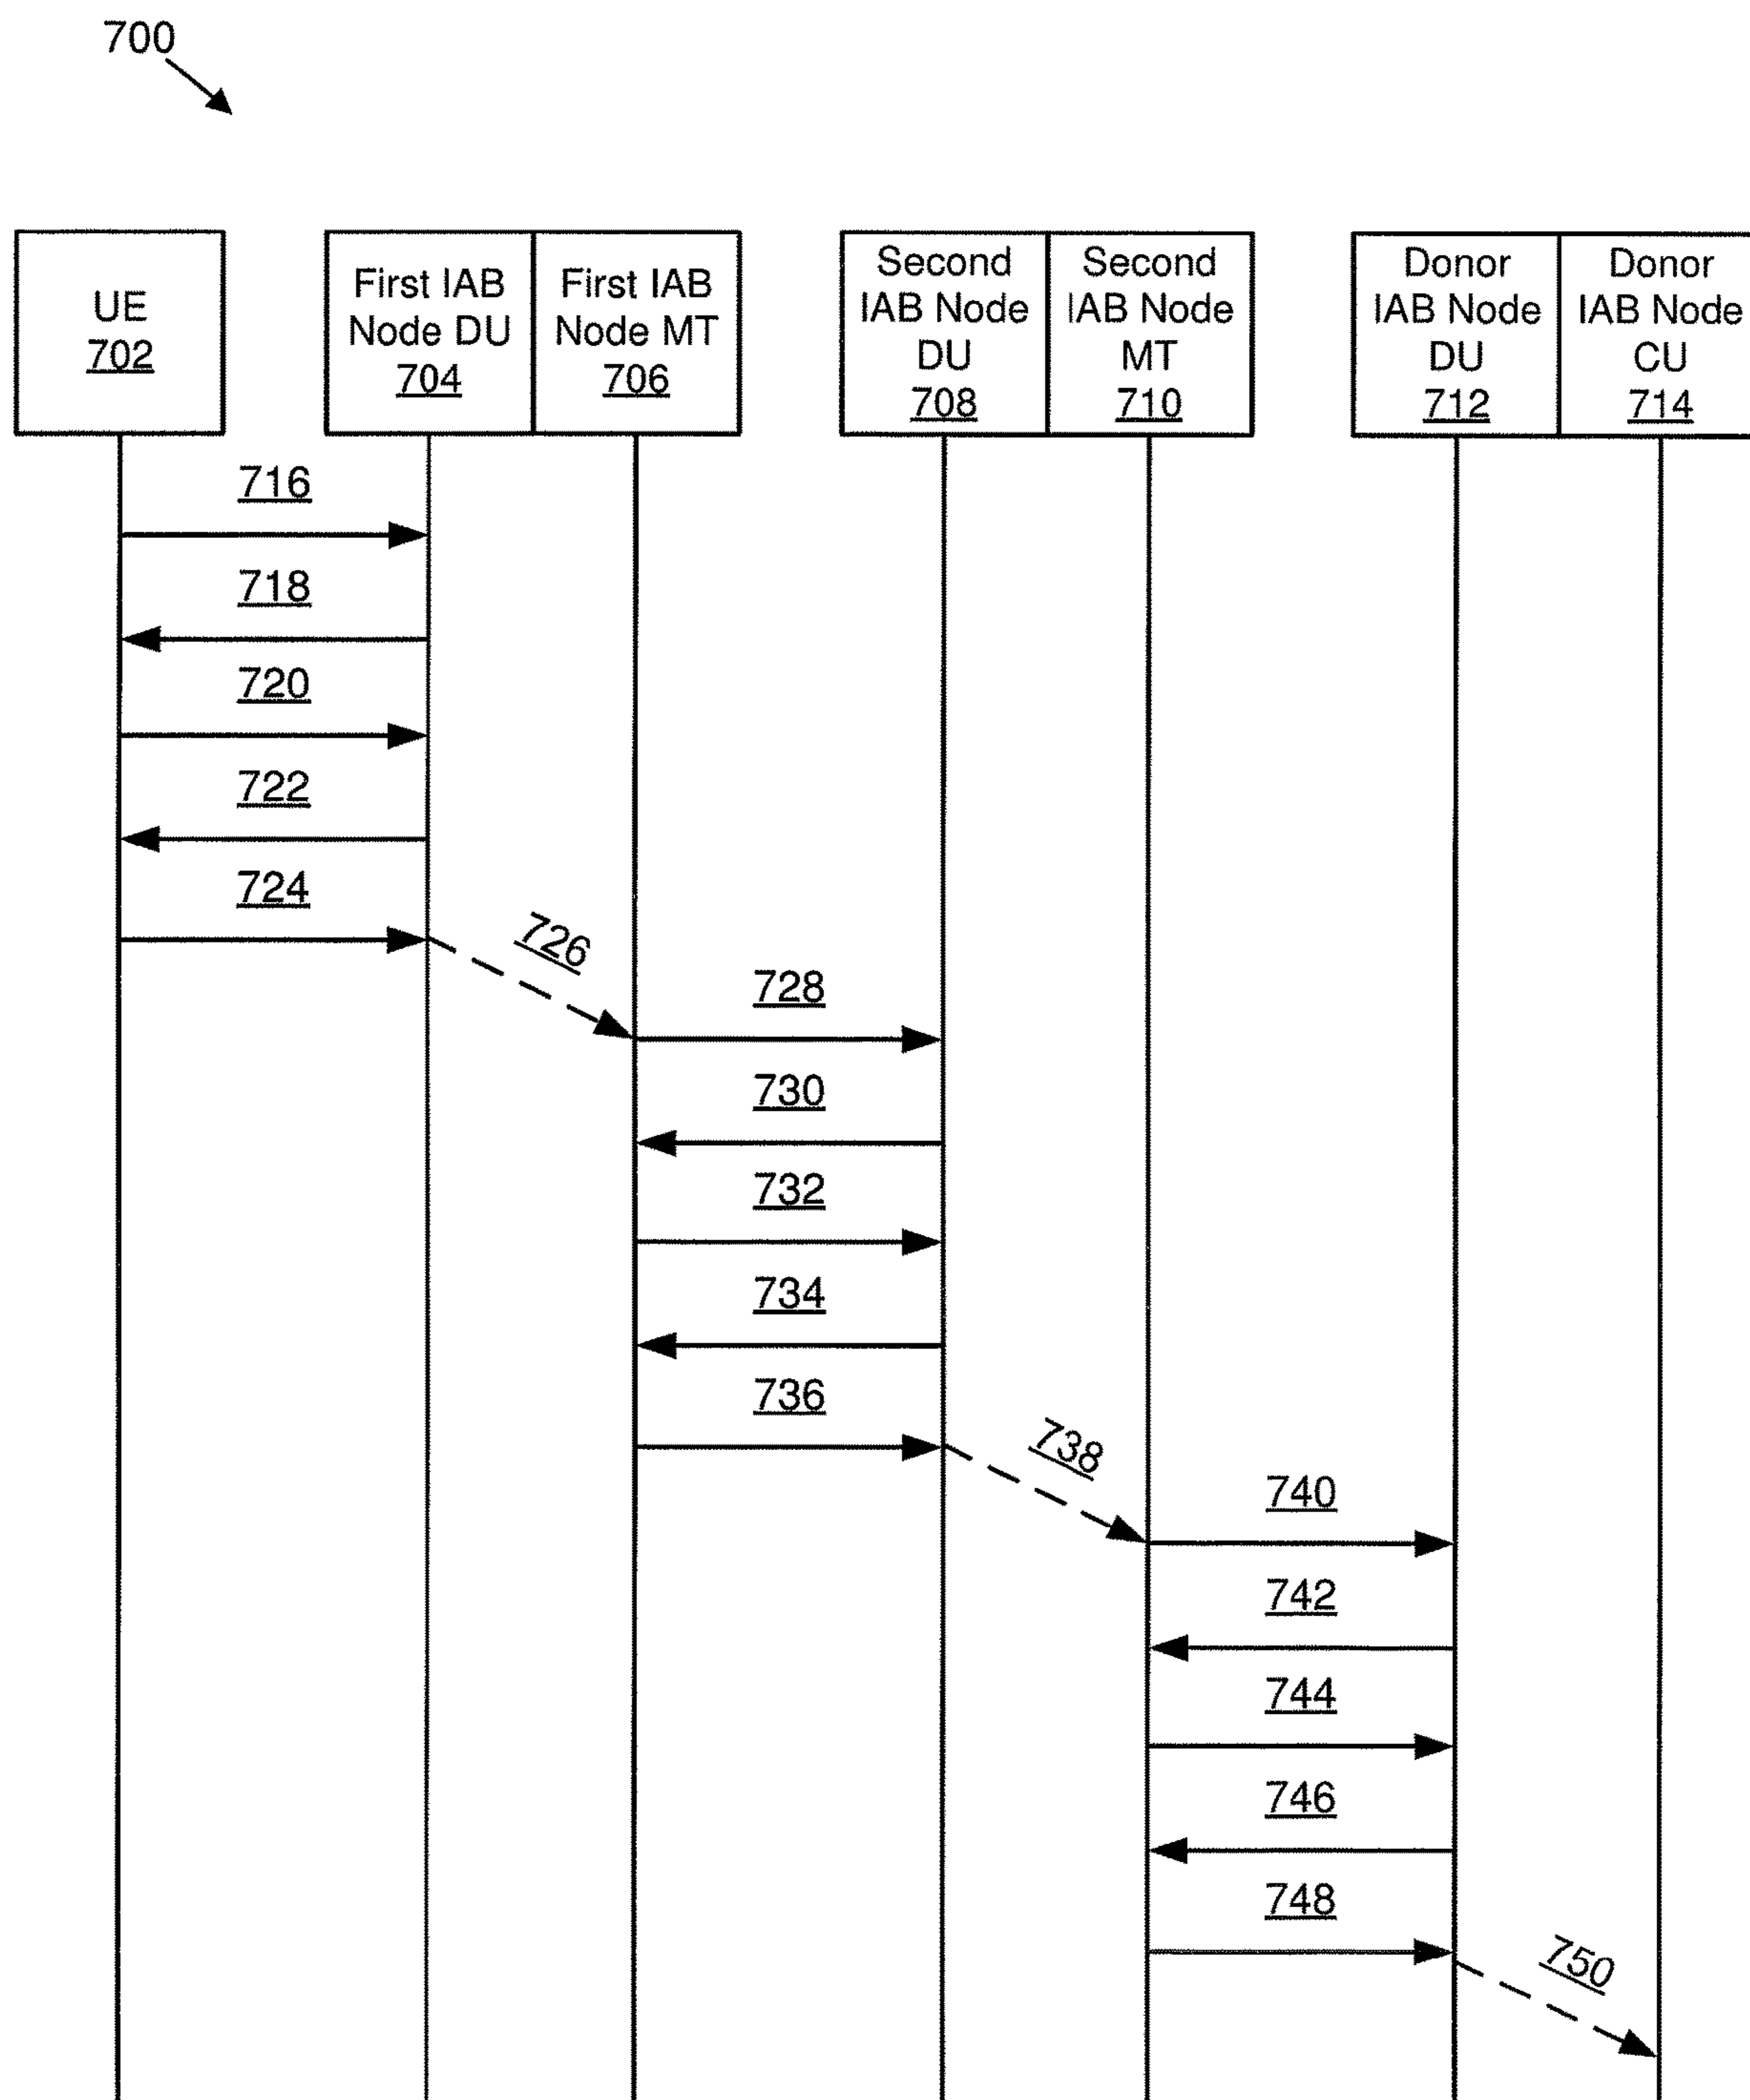 700
UE
702
First IAB
Node DU
704
First IAB
Node MT
706
Second
IAB Node
DU
708
Second
IAB Node
MT
710
Donor
IAB Node
DU
712
Donor
IAB Node
CU
714
716
718
720
722
724
726
728
730
732
734
736
738
740
742
744
746
748
750